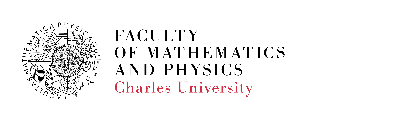 FACULTY
OF MATHEMATICS
AND PHYSICS
Charles University